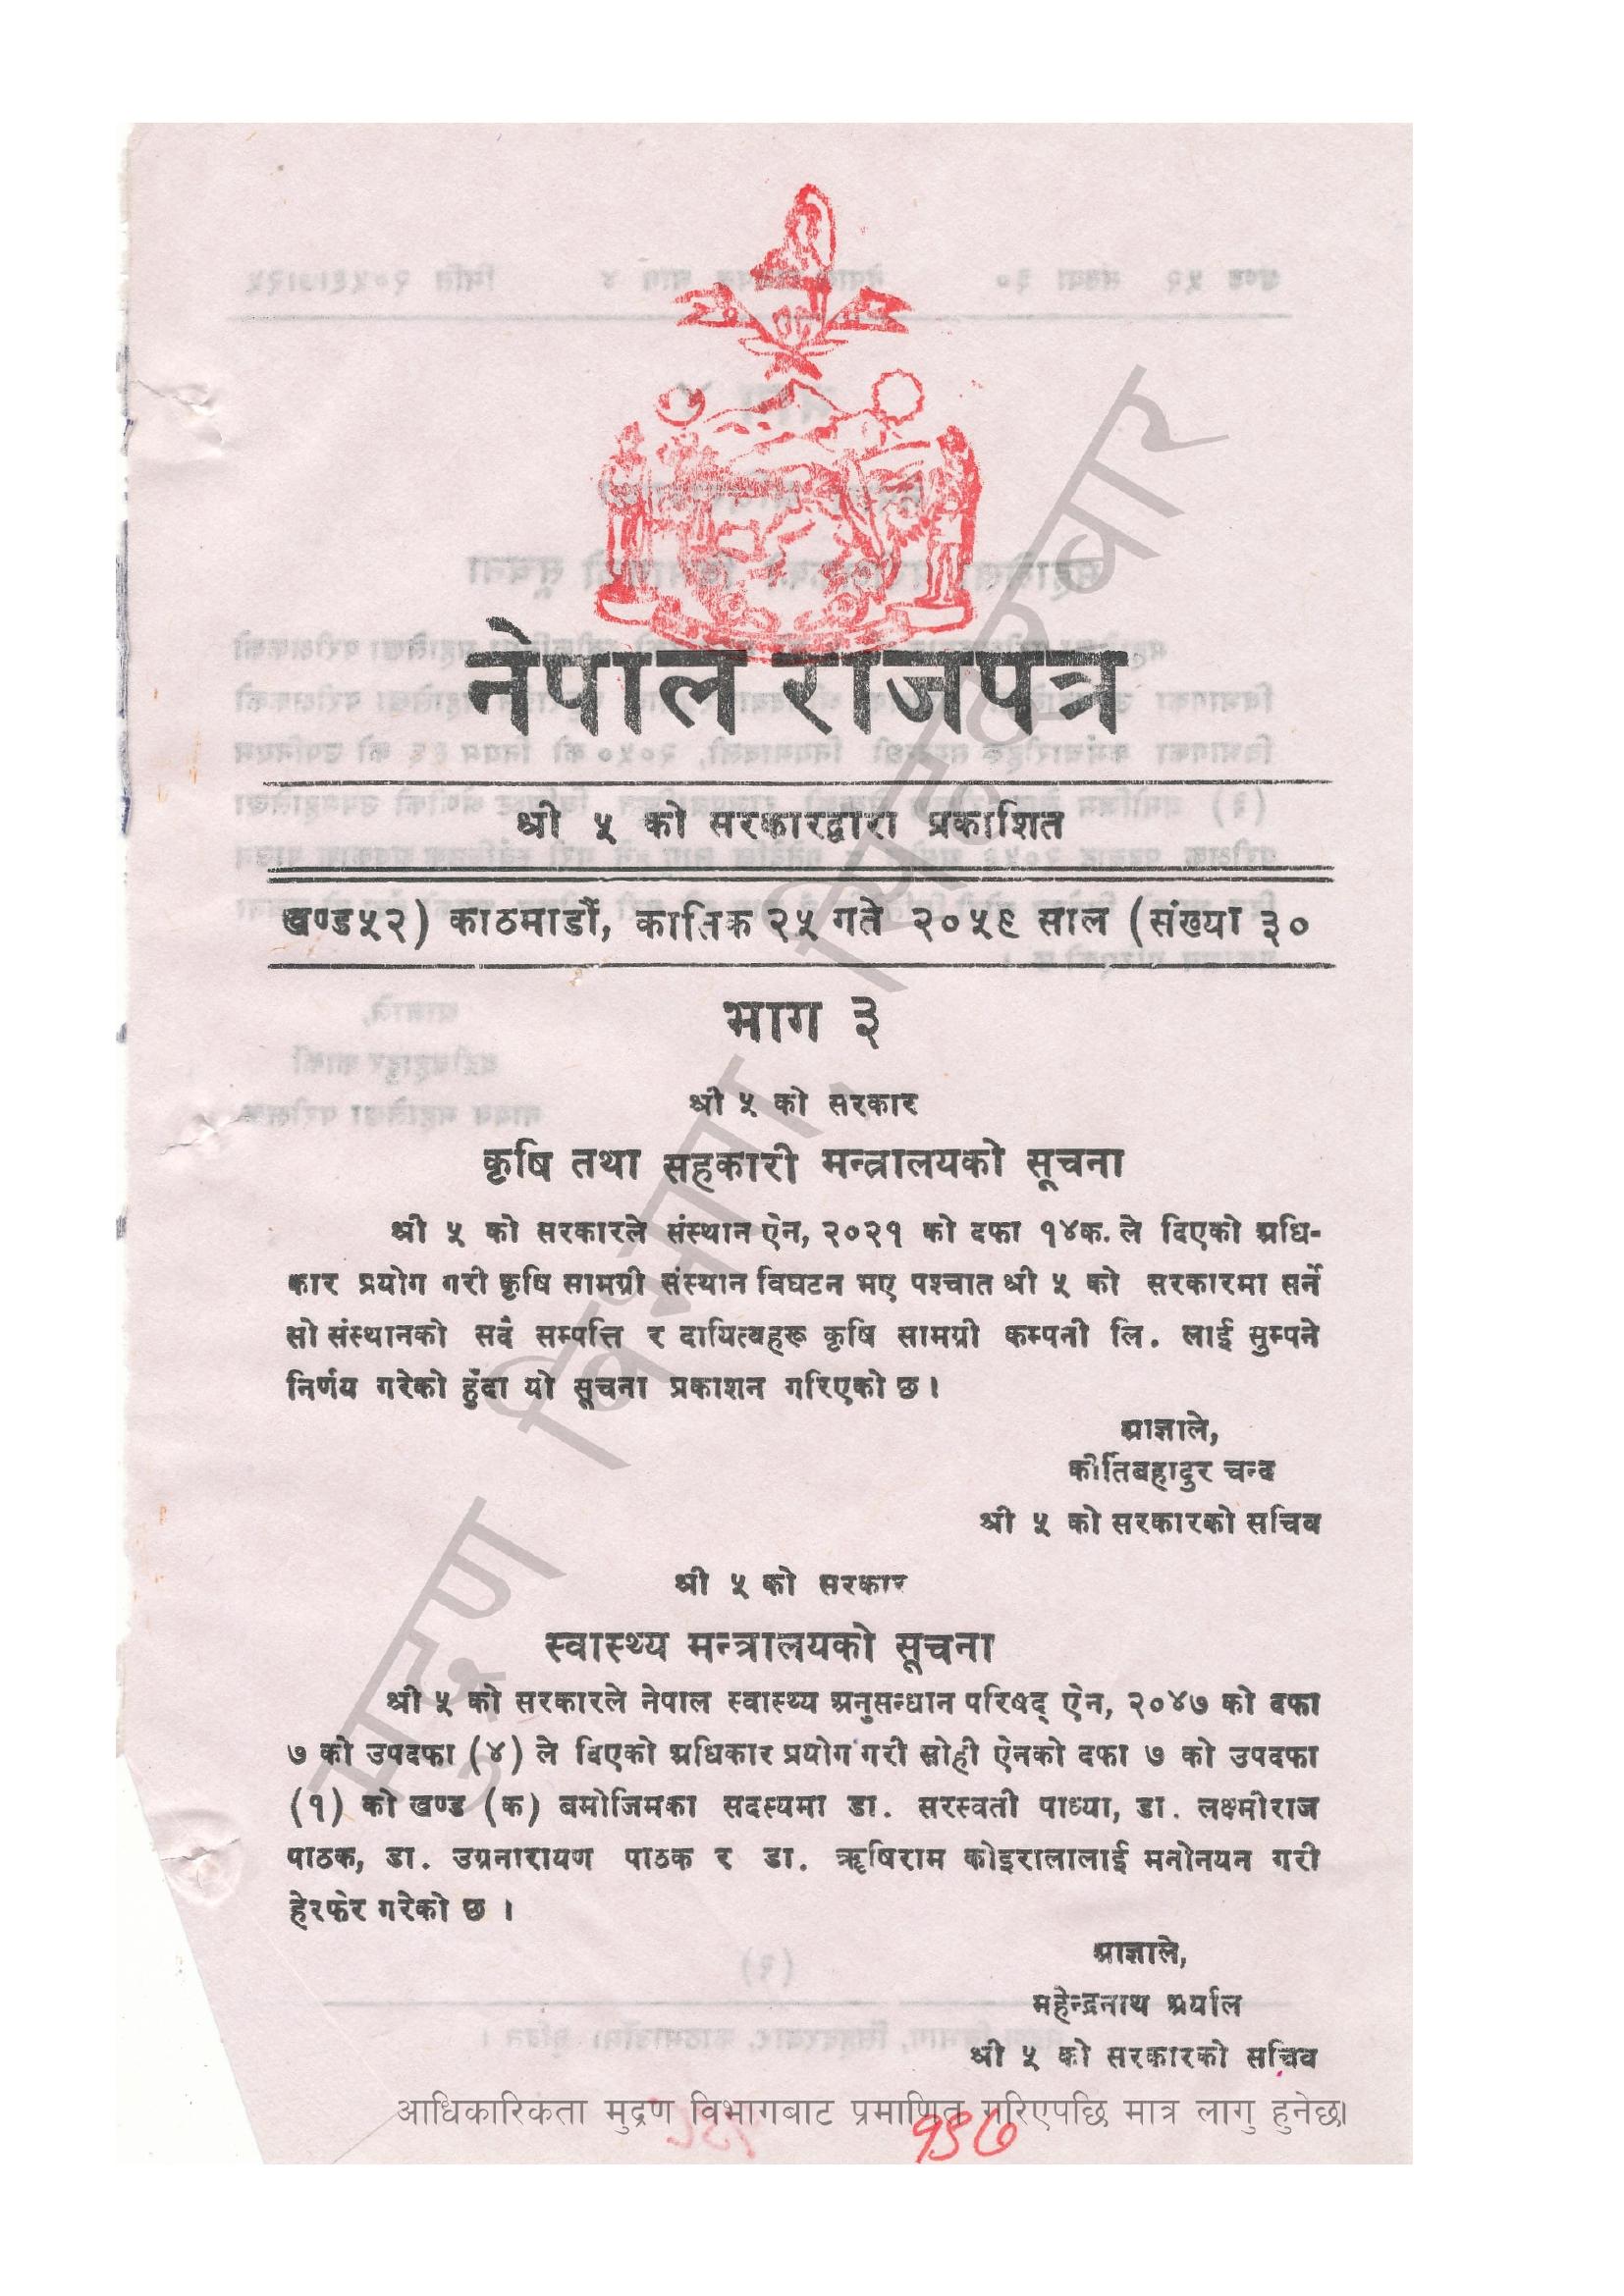 नेपाल राजपत्र
श्री ५ को सरकारद्वारा प्रकाशित
खण्ड५२) काठमाडौं, कार्तिक २५ गते २०५९ साल (संख्या ३०
भाग ३
श्री ५ को सरकार
कृषि तथा सहकारी मन्त्रालयको सूचना
श्री ५ को सरकारले संस्थान ऐन, २०२१ को दफा १४क. ले दिएको अधि-
कार प्रयोग गरी कृषि सामग्री संस्थान विघटन भए पश्चात श्री ५ को सरकारमा सर्ने
सो संस्थानको सबै सम्पत्ति र दायित्वहरू कृषि सामग्री कम्पनी लि. लाई सुम्पने
निर्णय गरेको हुँदा यो सूचना प्रकाशन गरिएको छ।
आज्ञाले,
कीर्तिबहादुर चन्द
श्री ५ को सरकारको सचिव
श्री ५ को सरकार
स्वास्थ्य मन्त्रालयको सूचना
श्री ५ को सरकारले नेपाल स्वास्थ्य अनुसन्धान परिषद् ऐन, २०४७ को दफा
७ को उपदफा (४) ले दिएको अधिकार प्रयोग गरी सोही ऐनको दफा ७ को उपदफा
(१) को खण्ड (क) बमोजिमका सदस्यमा डा. सरस्वती पाध्या, डा. लक्ष्मीराज
पाठक, डा. उग्रनारायण पाठक र डा. ऋषिराम कोइरालालाई मनोनयन गरी
हेरफेर गरेको छ ।
आज्ञाले,
महेन्द्रनाथ अर्याल
श्री ५ को सरकारको सचिव
आधिकारिकता मुद्रण विभागबाट प्रमाणित गरिएपछि मात्र लागु हुनेछ।
१९७
मुद्रण विभाग, सिंहदरबार